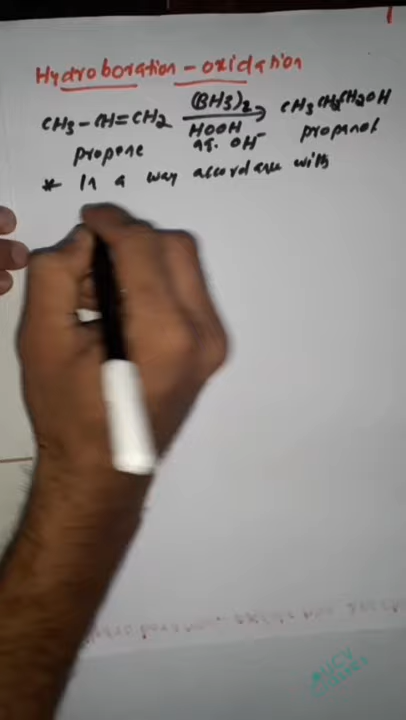 Hydroboration - oxidation
CH3 - CH = CH2 (BH3)2 HOOH aq. OH- CH3CH2CH2OH
propene propanol
* In a way accordance with